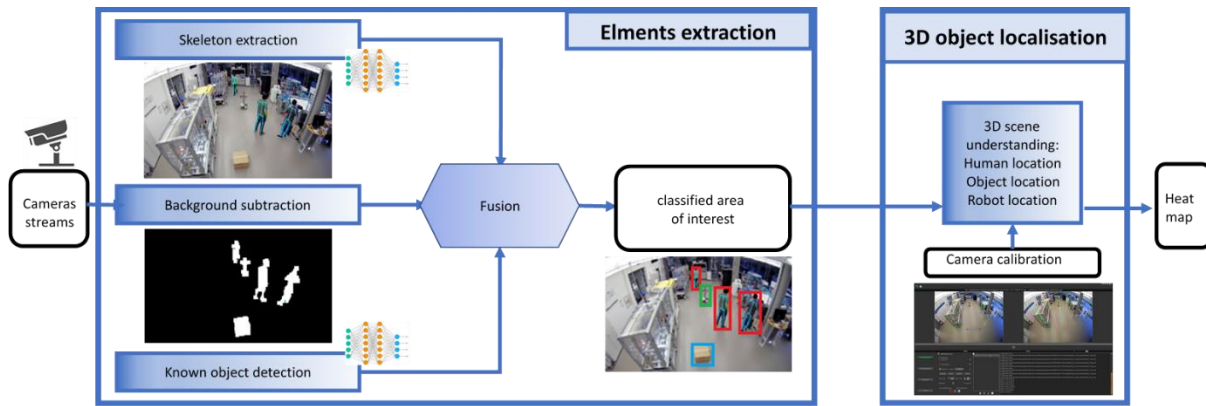 Elments extraction
3D object localisation
Skeleton extraction
Cameras
streams
Background subtraction
Known object detection
Fusion
classified area
of interest
3D scene
understanding:
Human location
Object location
Robot location
Camera calibration
Heat
map